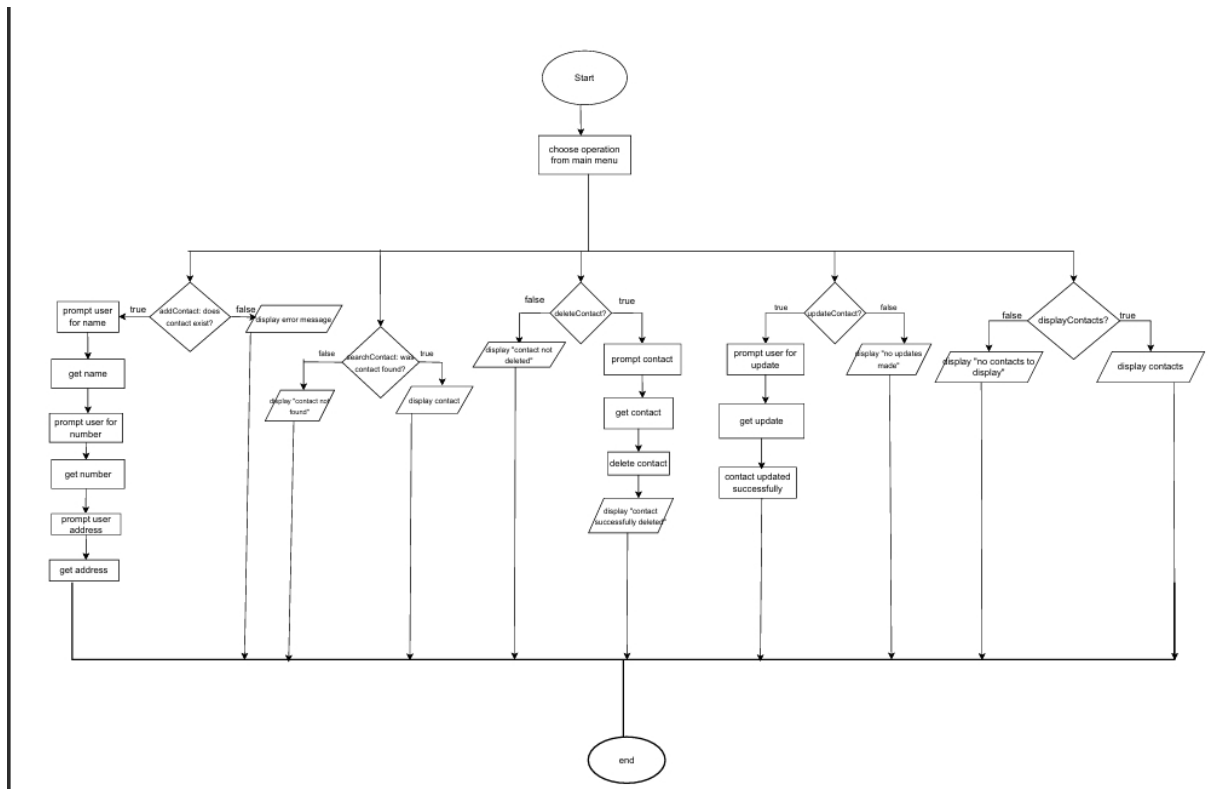 Start
choose operation
from main menu
prompt user
for name
true
addContact: does
contact exist?
false
display error message
get name
prompt user for
number
get number
prompt user
address
get address
false
searchContact: was
contact found?
true
display "contact not
found"
display contact
false
deleteContact?
true
display "contact not
deleted"
prompt contact
get contact
delete contact
display "contact
successfully deleted"
true
updateContact?
false
prompt user for
update
display "no updates
made"
get update
contact updated
successfully
false
displayContacts?
true
display "no contacts to
display"
display contacts
end